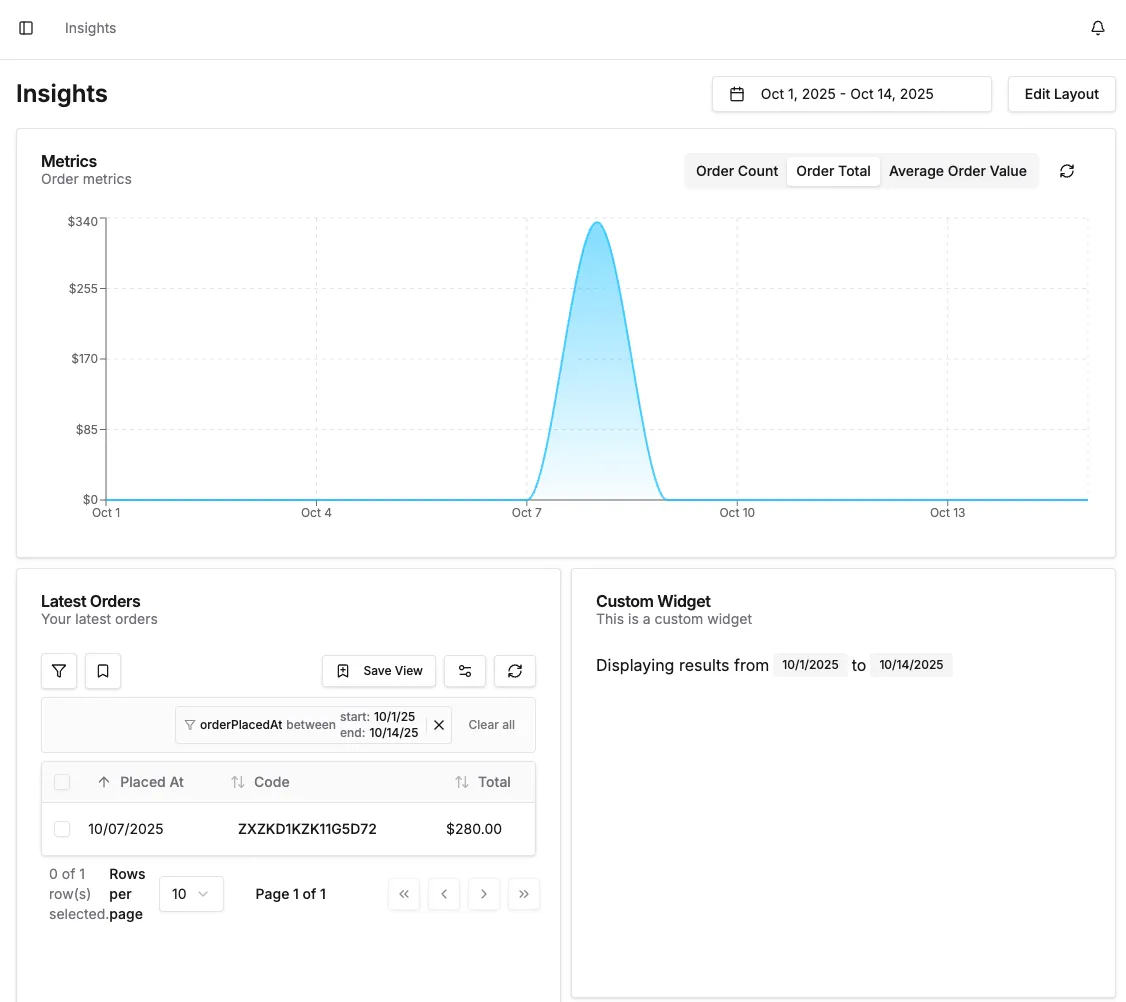 Insights
Insights
Oct 1, 2025 - Oct 14, 2025
Edit Layout
Metrics
Order metrics
Order Count
Order Total
Average Order Value
$340
$255
$170
$85
$0
Oct 1
Oct 4
Oct 7
Oct 10
Oct 13
Latest Orders
Your latest orders
Save View
orderPlacedAt between
start: 10/1/25
end: 10/14/25
Clear all
Placed At
Code
Total
10/07/2025
ZXZKD1KZK11G5D72
$280.00
0 of 1
row(s)
selected.
Rows
per
page
10
Page 1 of 1
Custom Widget
This is a custom widget
Displaying results from 10/1/2025 to 10/14/2025